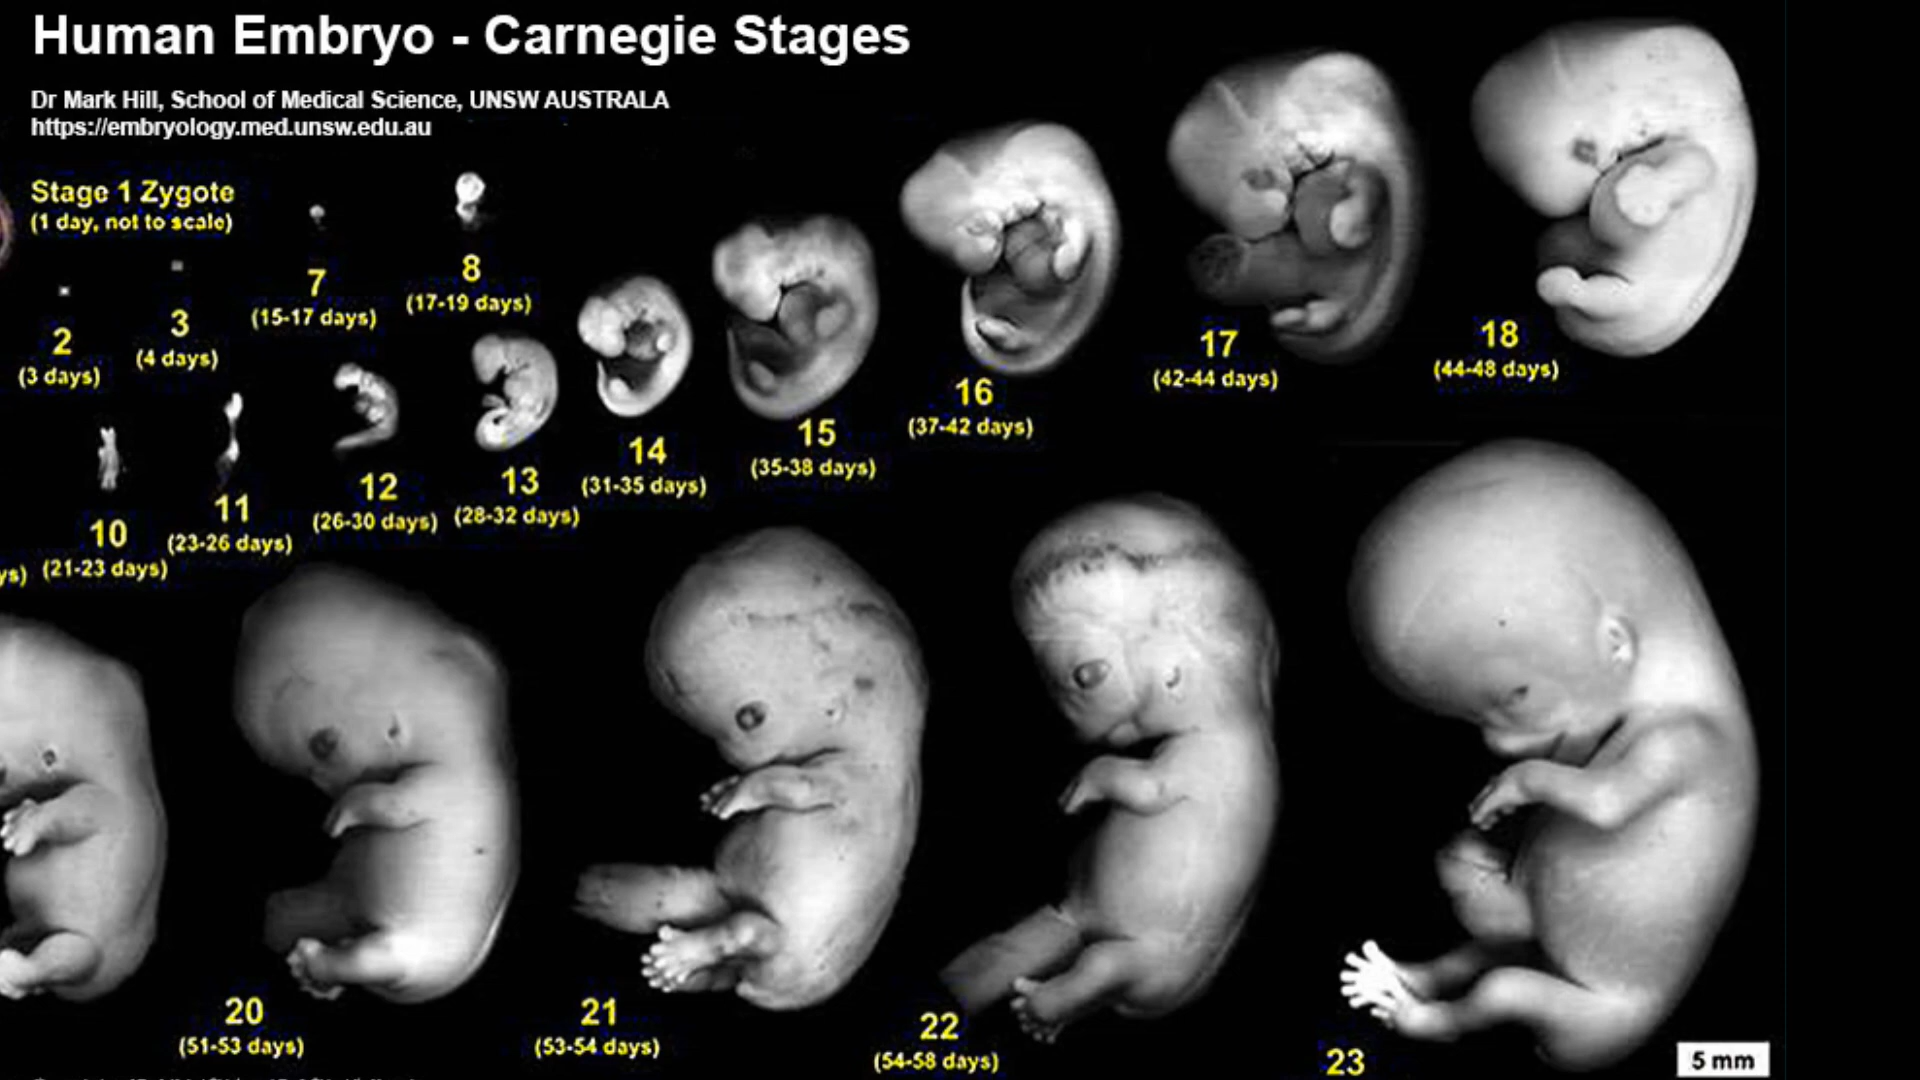 Human Embryo - Carnegie Stages
Dr Mark Hill, School of Medical Science, UNSW AUSTRALA
https://embryology.med.unsw.edu.au
Stage 1 Zygote
(1 day, not to scale)
2
(3 days)
3
(4 days)
7
(15-17 days)
8
(17-19 days)
10
(21-23 days)
11
(23-26 days)
12
(26-30 days)
13
(28-32 days)
14
(31-35 days)
15
(35-38 days)
16
(37-42 days)
17
(42-44 days)
18
(44-48 days)
20
(51-53 days)
21
(53-54 days)
22
(54-58 days)
23
5 mm